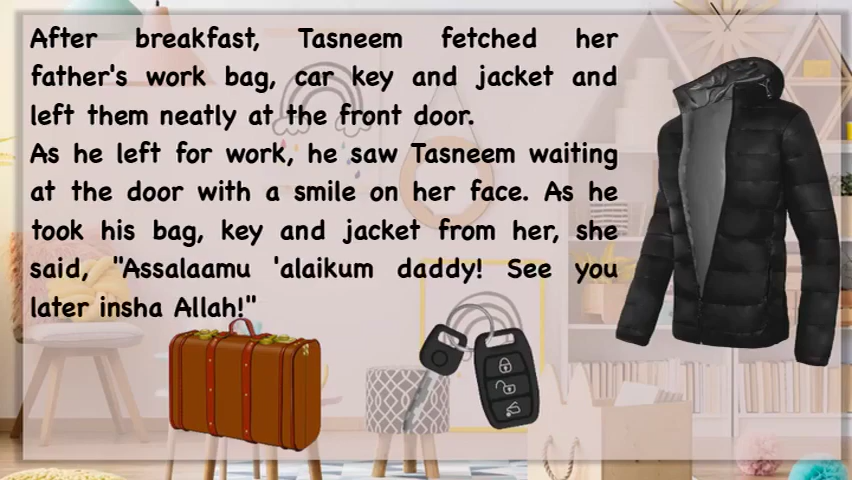 After breakfast, Tasneem fetched her
father's work bag, car key and jacket and
left them neatly at the front door.
As he left for work, he saw Tasneem waiting
at the door with a smile on her face. As he
took his bag, key and jacket from her, she
said, "Assalaamu 'alaikum daddy! See you
later insha Allah!"